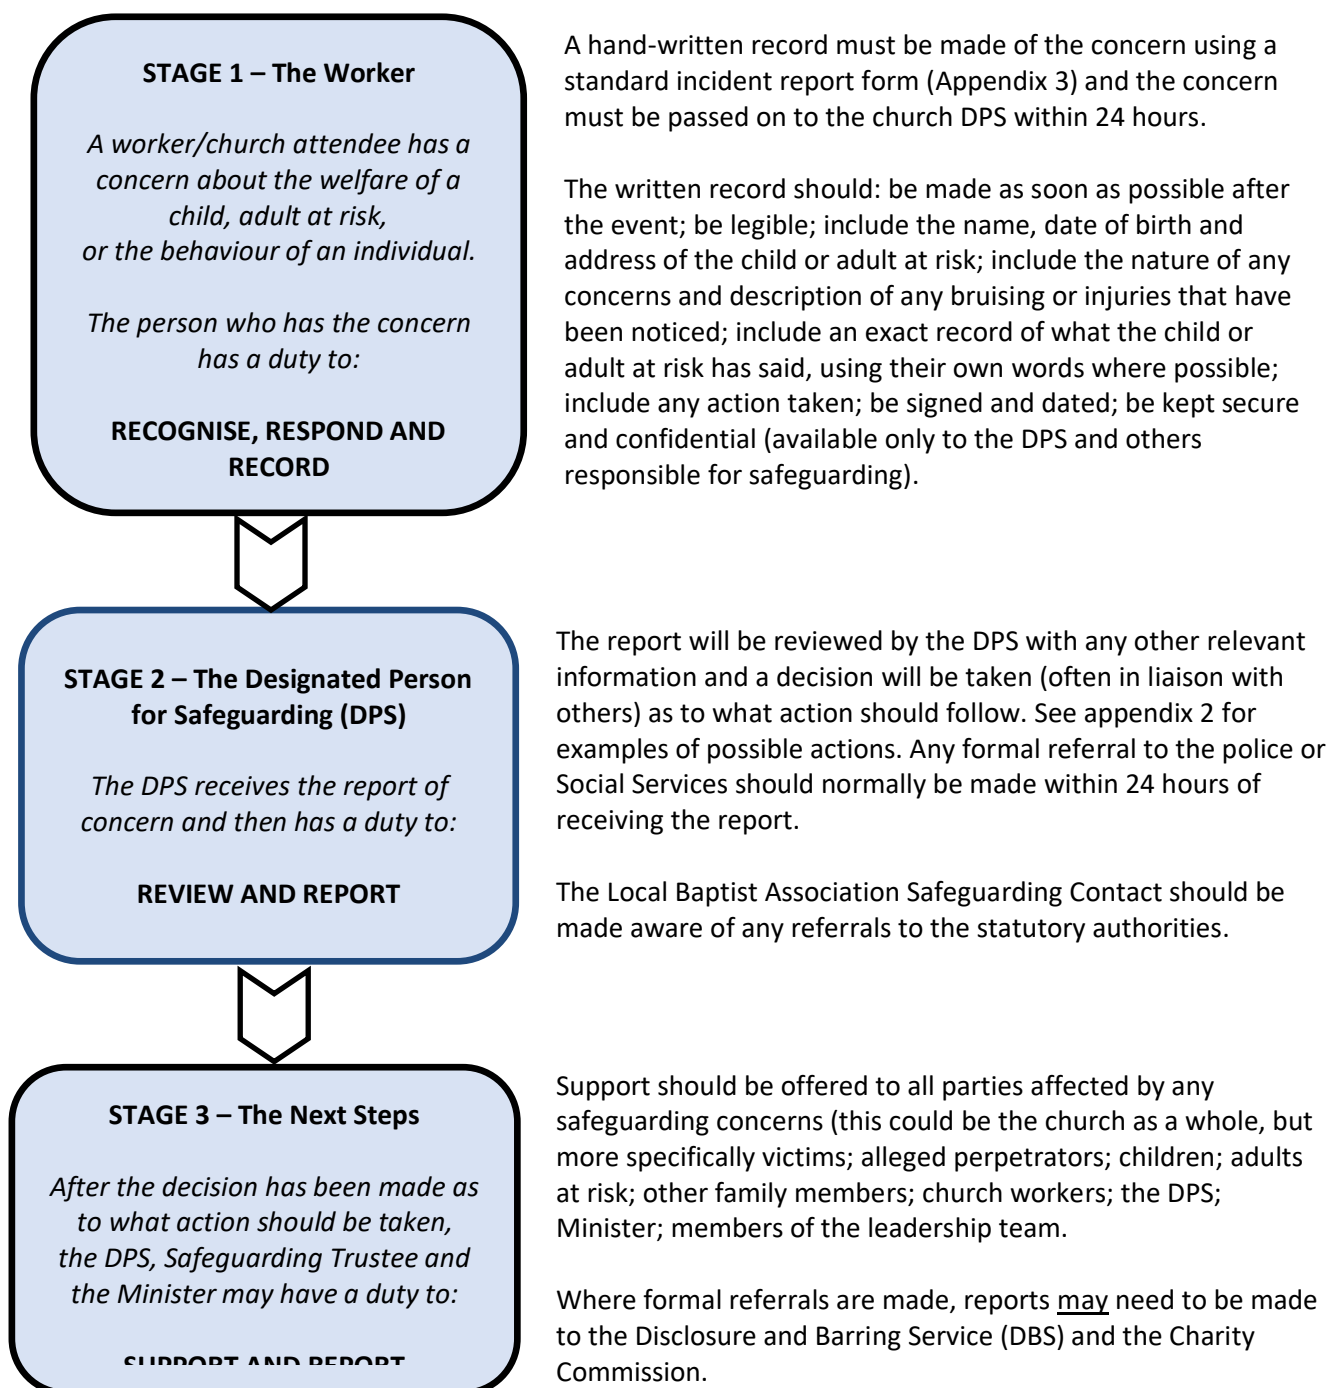 STAGE 1 – The Worker
A worker/church attendee has a
concern about the welfare of a
child, adult at risk,
or the behaviour of an individual.
The person who has the concern
has a duty to:
RECOGNISE, RESPOND AND
RECORD
A hand-written record must be made of the concern using a
standard incident report form (Appendix 3) and the concern
must be passed on to the church DPS within 24 hours.
The written record should: be made as soon as possible after
the event; be legible; include the name, date of birth and
address of the child or adult at risk; include the nature of any
concerns and description of any bruising or injuries that have
been noticed; include an exact record of what the child or
adult at risk has said, using their own words where possible;
include any action taken; be signed and dated; be kept secure
and confidential (available only to the DPS and others
responsible for safeguarding).
STAGE 2 – The Designated Person
for Safeguarding (DPS)
The DPS receives the report of
concern and then has a duty to:
REVIEW AND REPORT
The report will be reviewed by the DPS with any other relevant
information and a decision will be taken (often in liaison with
others) as to what action should follow. See appendix 2 for
examples of possible actions. Any formal referral to the police or
Social Services should normally be made within 24 hours of
receiving the report.
The Local Baptist Association Safeguarding Contact should be
made aware of any referrals to the statutory authorities.
STAGE 3 – The Next Steps
After the decision has been made as
to what action should be taken,
the DPS, Safeguarding Trustee and
the Minister may have a duty to:
SUPPORT AND REPORT
Support should be offered to all parties affected by any
safeguarding concerns (this could be the church as a whole, but
more specifically victims; alleged perpetrators; children; adults
at risk; other family members; church workers; the DPS;
Minister; members of the leadership team.
Where formal referrals are made, reports may need to be made
to the Disclosure and Barring Service (DBS) and the Charity
Commission.